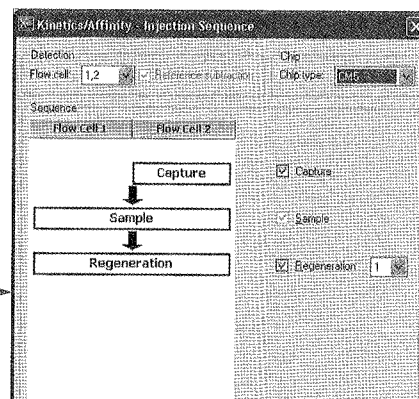 Kinetics/Affinity - Injection Sequence
Detection
Flow cell: 1,2
Reference subtraction
Chip
Chip type: CM5
Sequence
Flow Cell 1 Flow Cell 2
Capture
Sample
Regeneration
Capture
Sample
Regeneration 1